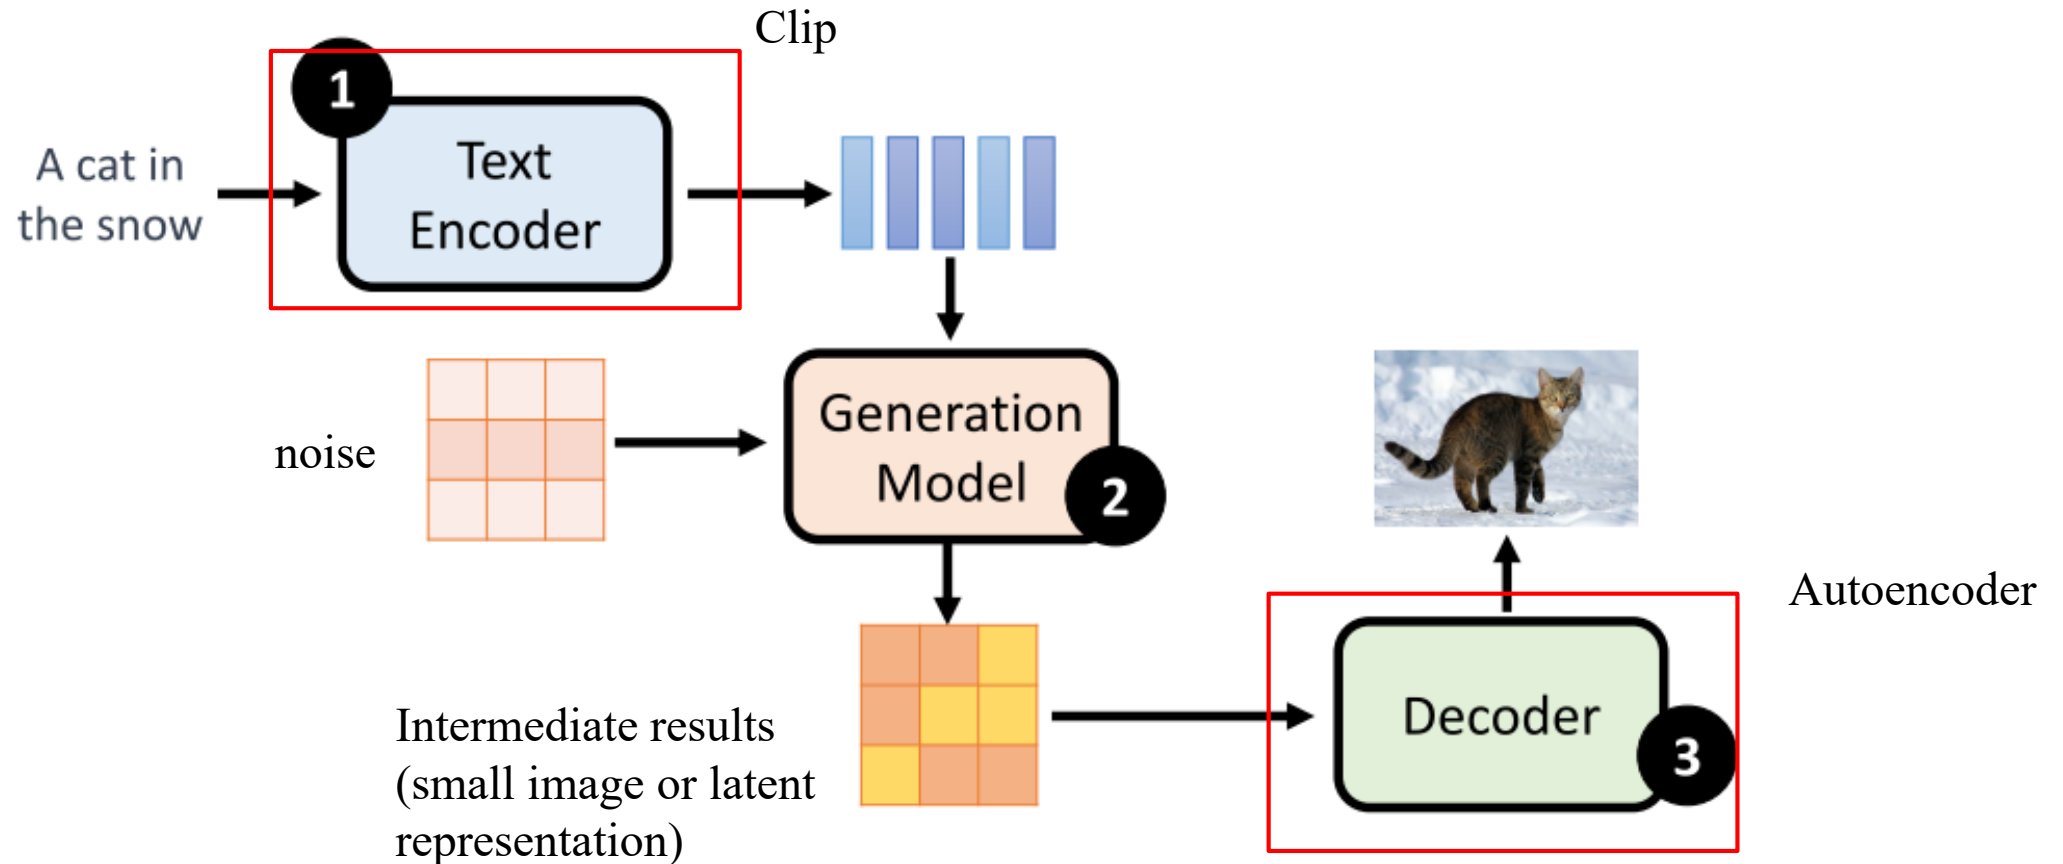 Clip
1
Text
Encoder
A cat in
the snow
noise
Generation
Model
2
Autoencoder
Intermediate results
(small image or latent
representation)
Decoder
3